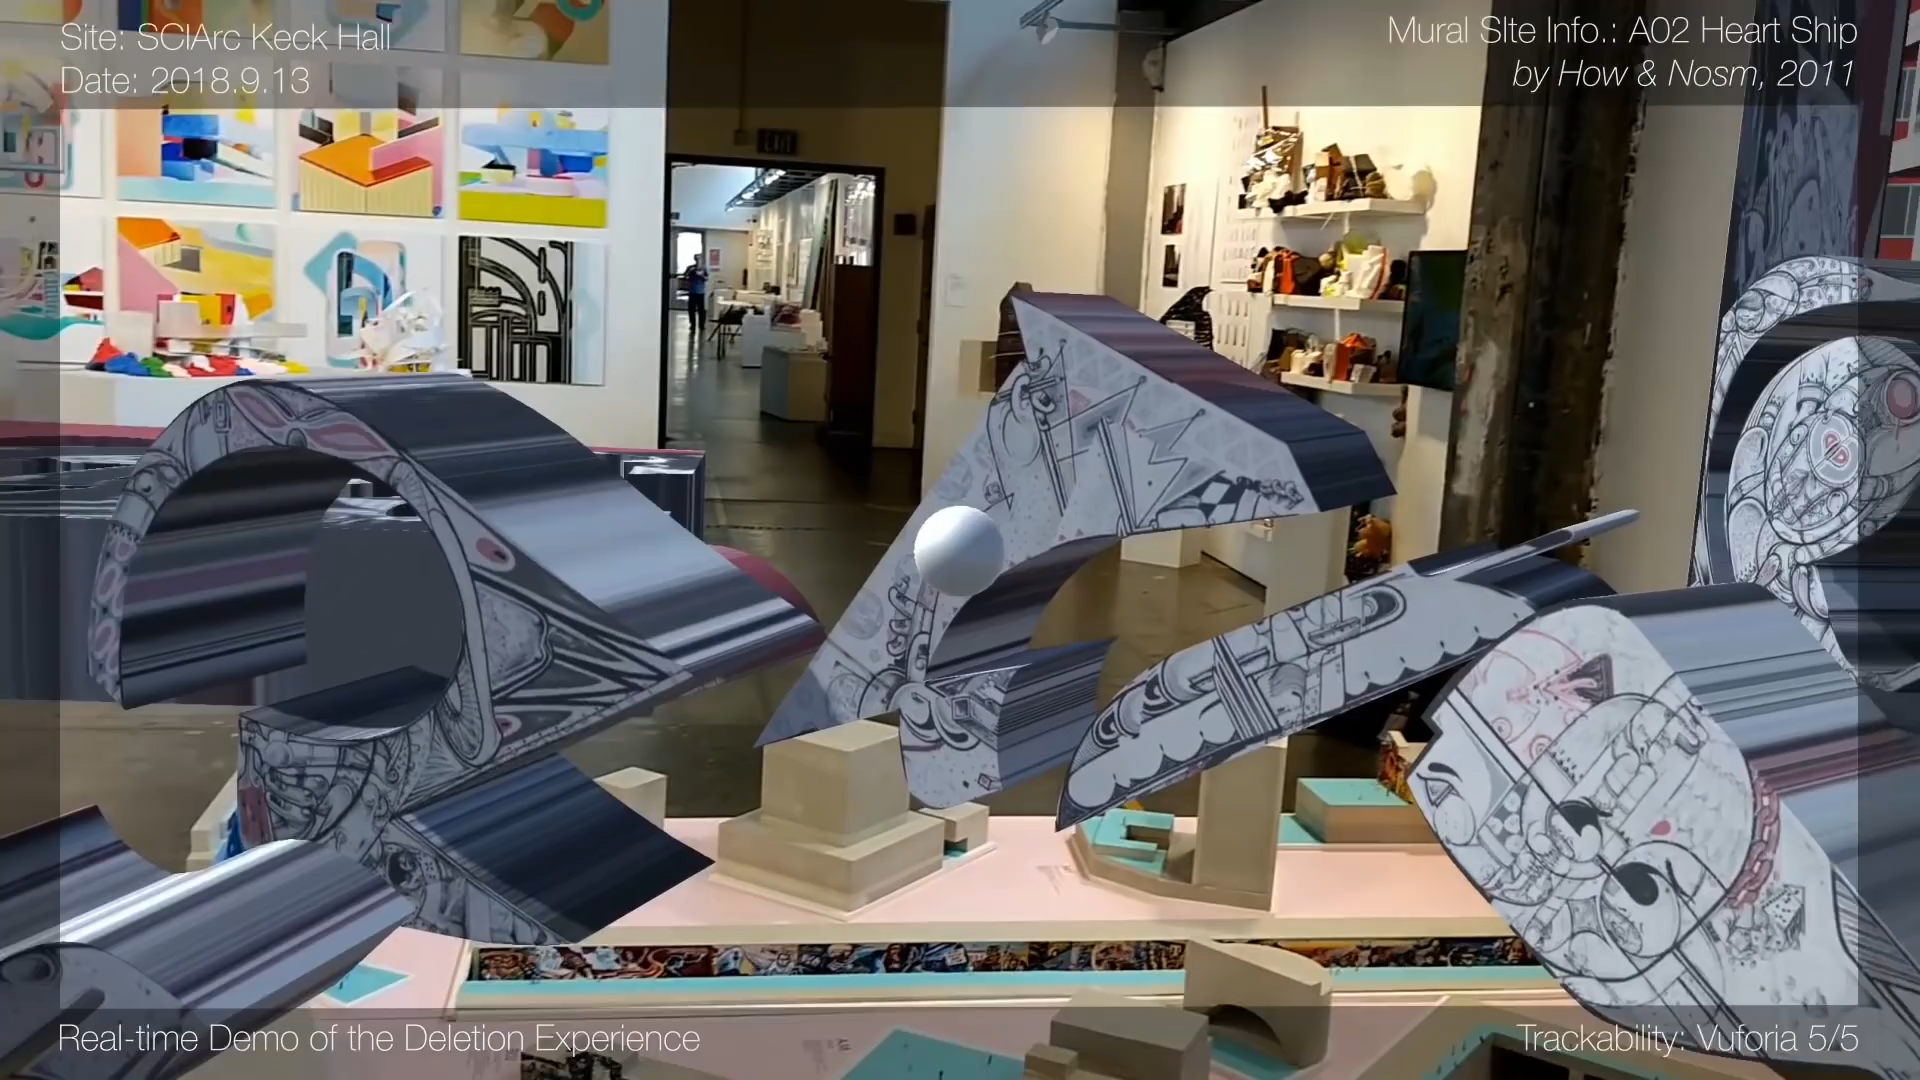 Site: SCIArc Keck Hall
Date: 2018.9.13
Mural SIte Info.: A02 Heart Ship
by How & Nosm, 2011
EXIT
Real-time Demo of the Deletion Experience
Trackability: Vuforia 5/5